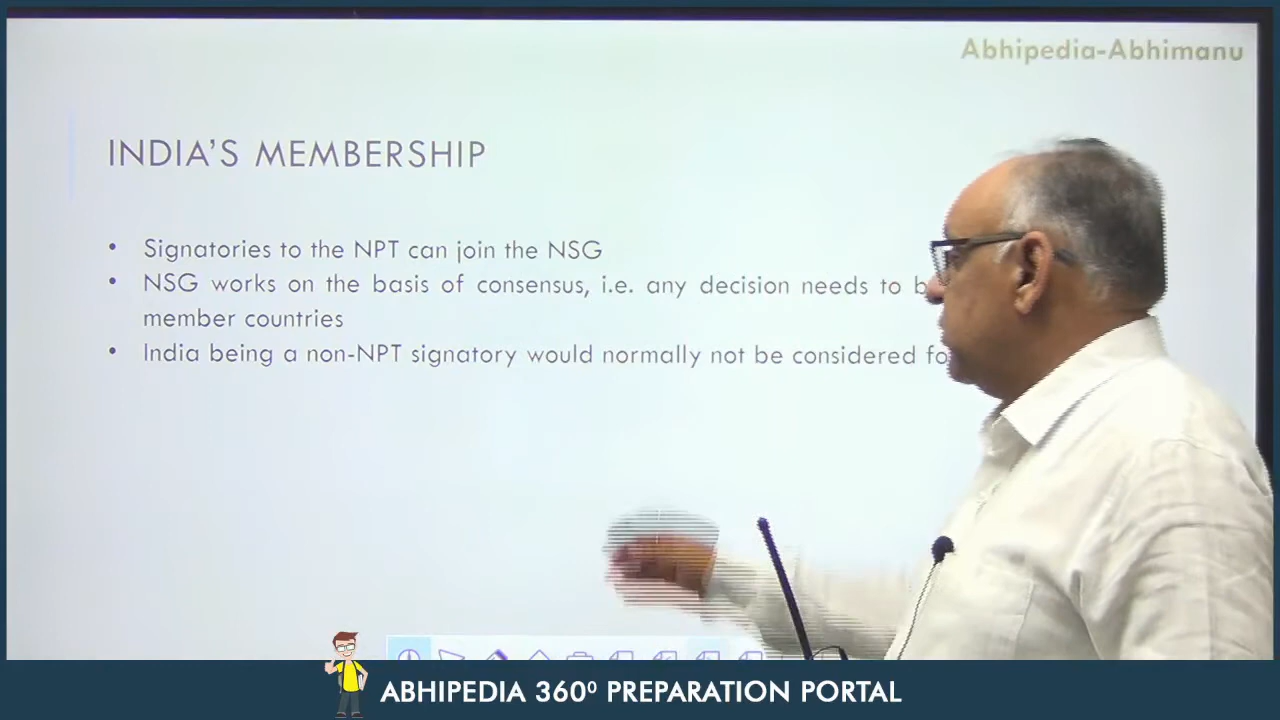 Abhipedia-Abhimanu
INDIA'S MEMBERSHIP
• Signatories to the NPT can join the NSG
• NSG works on the basis of consensus, i.e. any decision needs to
member countries
• India being a non-NPT signatory would normally not be considered
ABHIPEDIA 360⁰ PREPARATION PORTAL